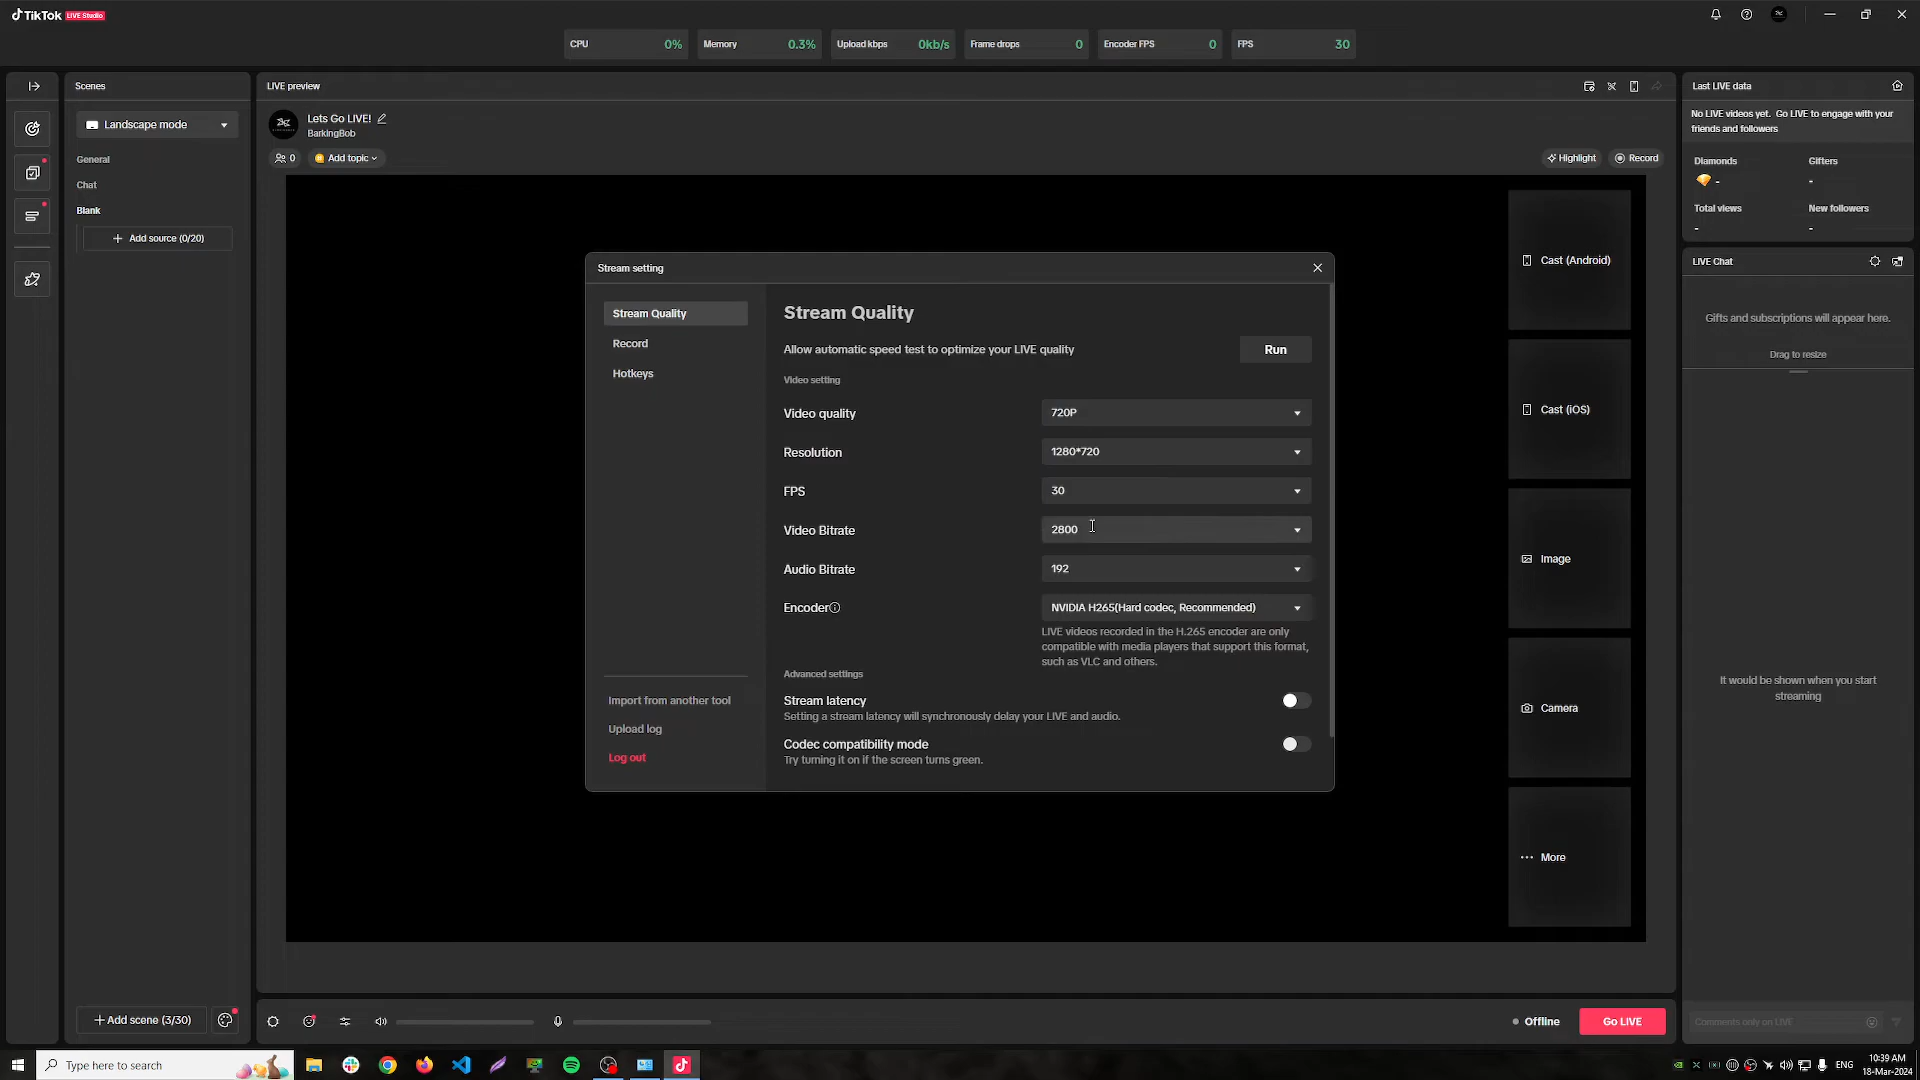 TikTok LIVE Studio
CPU 0%
Memory 0.3%
Upload kbps 0kb/s
Frame drops 0
Encoder FPS 0
FPS 30
Scenes
Landscape mode
General
Chat
Blank
Add source (0/20)
Add scene (3/30)
LIVE preview
Lets Go LIVE!
BarkingBob
0
Add topic
Highlight
Record
Stream setting
Stream Quality
Record
Hotkeys
Import from another tool
Upload log
Log out
Stream Quality
Allow automatic speed test to optimize your LIVE quality
Run
Video setting
Video quality 720P
Resolution 1280*720
FPS 30
Video Bitrate 2800
Audio Bitrate 192
Encoder NVIDIA H265(Hard codec, Recommended)
LIVE videos recorded in the H.265 encoder are only
compatible with media players that support this format,
such as VLC and others.
Advanced settings
Stream latency
Setting a stream latency will synchronously delay your LIVE and audio.
Codec compatibility mode
Try turning it on if the screen turns green.
Cast (Android)
Cast (iOS)
Image
Camera
More
Offline
Go LIVE
Last LIVE data
No LIVE videos yet. Go LIVE to engage with your
friends and followers
Diamonds Gifters
- -
Total views New followers
- -
LIVE Chat
Gifts and subscriptions will appear here.
Drag to resize
It would be shown when you start
streaming
Comments only on LIVE
Type here to search
ENG
10:39 AM
18-Mar-2024